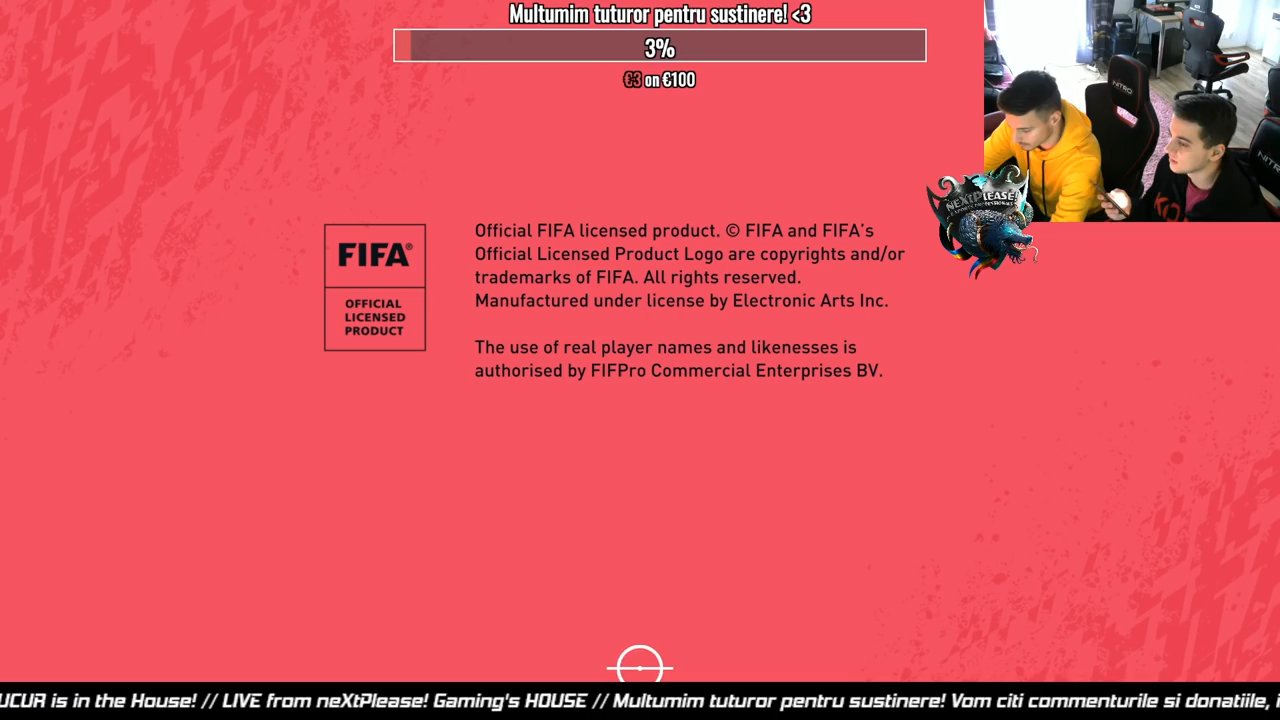 Multumim tuturor pentru sustinere! <3
3%
€3 on €100
NITRO
NEXTPLEASE!
FIFA®
OFFICIAL
LICENSED
PRODUCT
Official FIFA licensed product. © FIFA and FIFA's
Official Licensed Product Logo are copyrights and/or
trademarks of FIFA. All rights reserved.
Manufactured under license by Electronic Arts Inc.
The use of real player names and likenesses is
authorised by FIFPro Commercial Enterprises BV.
UCUR is in the House! // LIVE from neXtPlease! Gaming's HOUSE // Multumim tuturor pentru sustinere! Vom citi commenturile si donatiile,